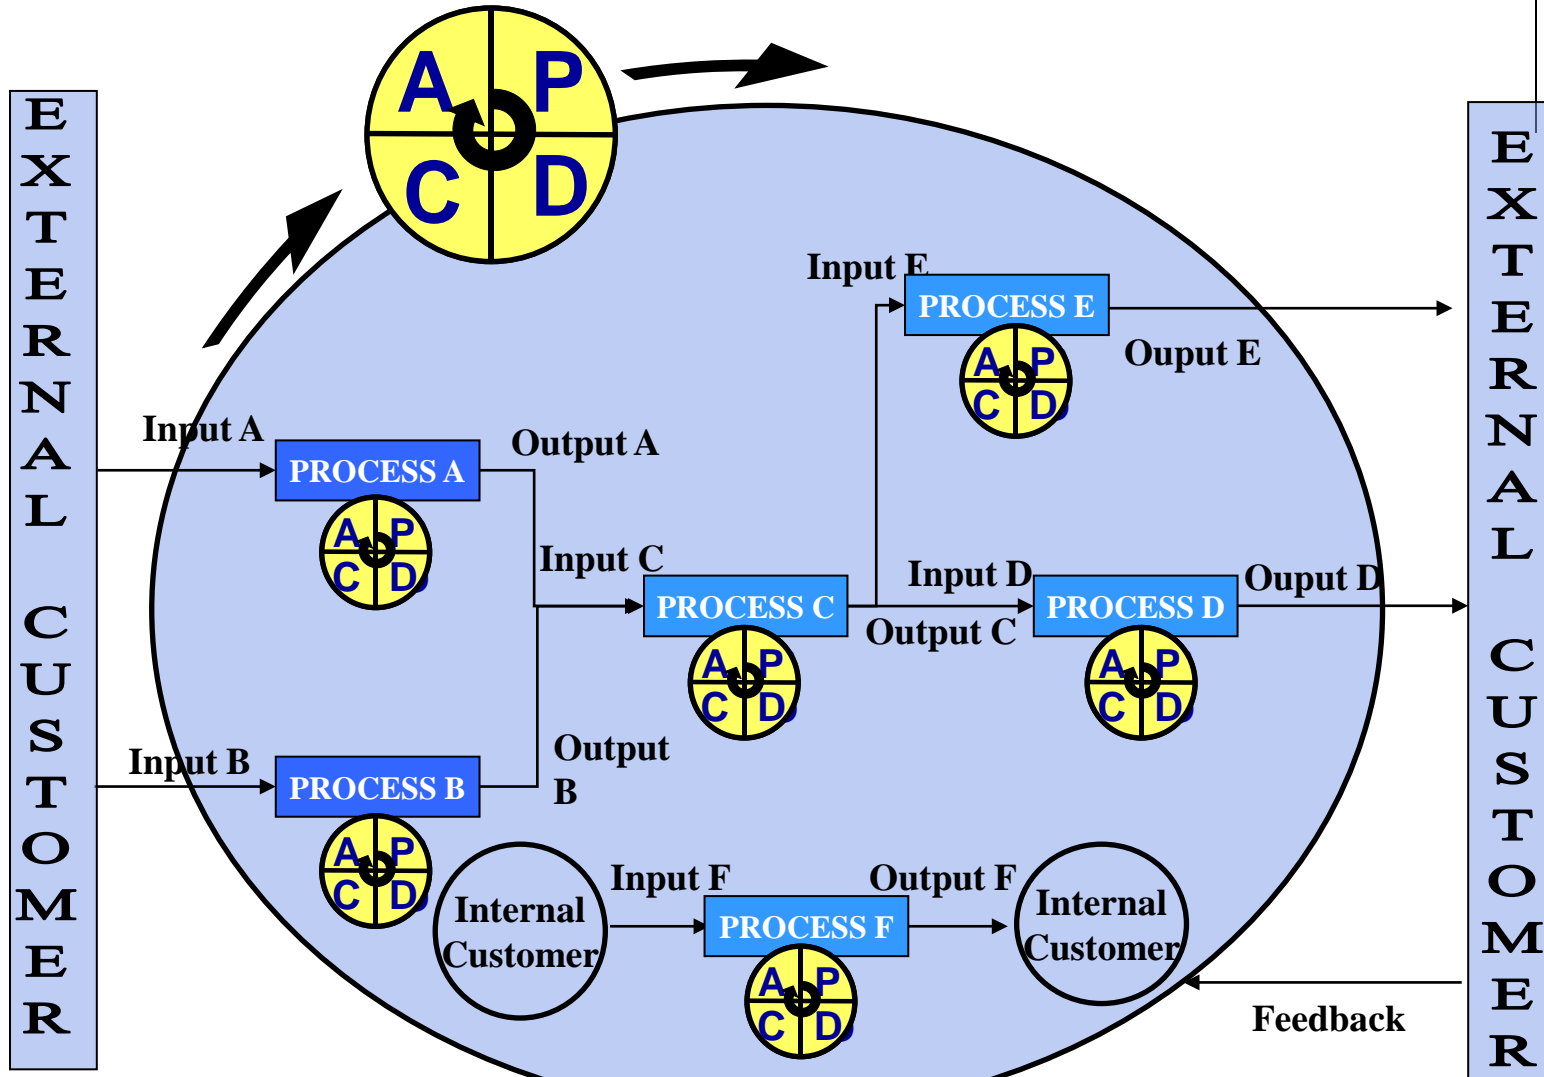 EXTERNAL CUSTOMER
A P
C D
EXTERNAL CUSTOMER
Input E
PROCESS E
A P
C D
Ouput E
Input A
PROCESS A
A P
C D
Output A
Input C
PROCESS C
A P
C D
Output C
Input D
PROCESS D
A P
C D
Ouput D
Input B
PROCESS B
A P
C D
Output
B
Internal
Customer
Input F
PROCESS F
A P
C D
Output F
Internal
Customer
Feedback